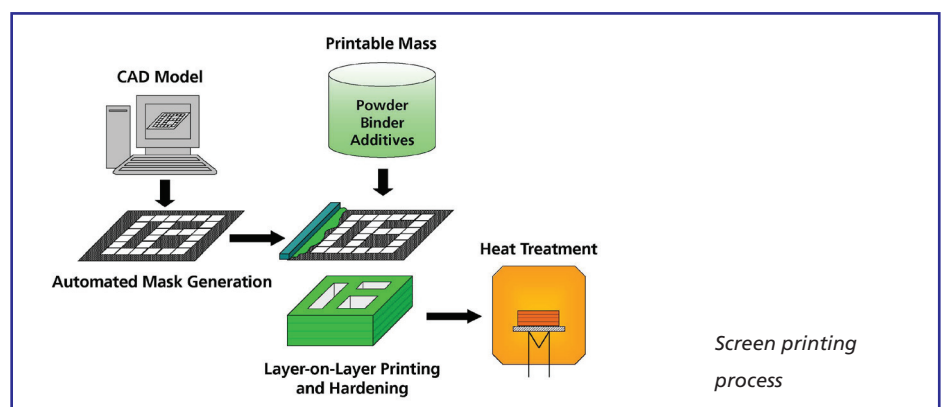 Printable Mass
CAD Model
Powder
Binder
Additives
Automated Mask Generation
Heat Treatment
Layer-on-Layer Printing
and Hardening
Screen printing
process